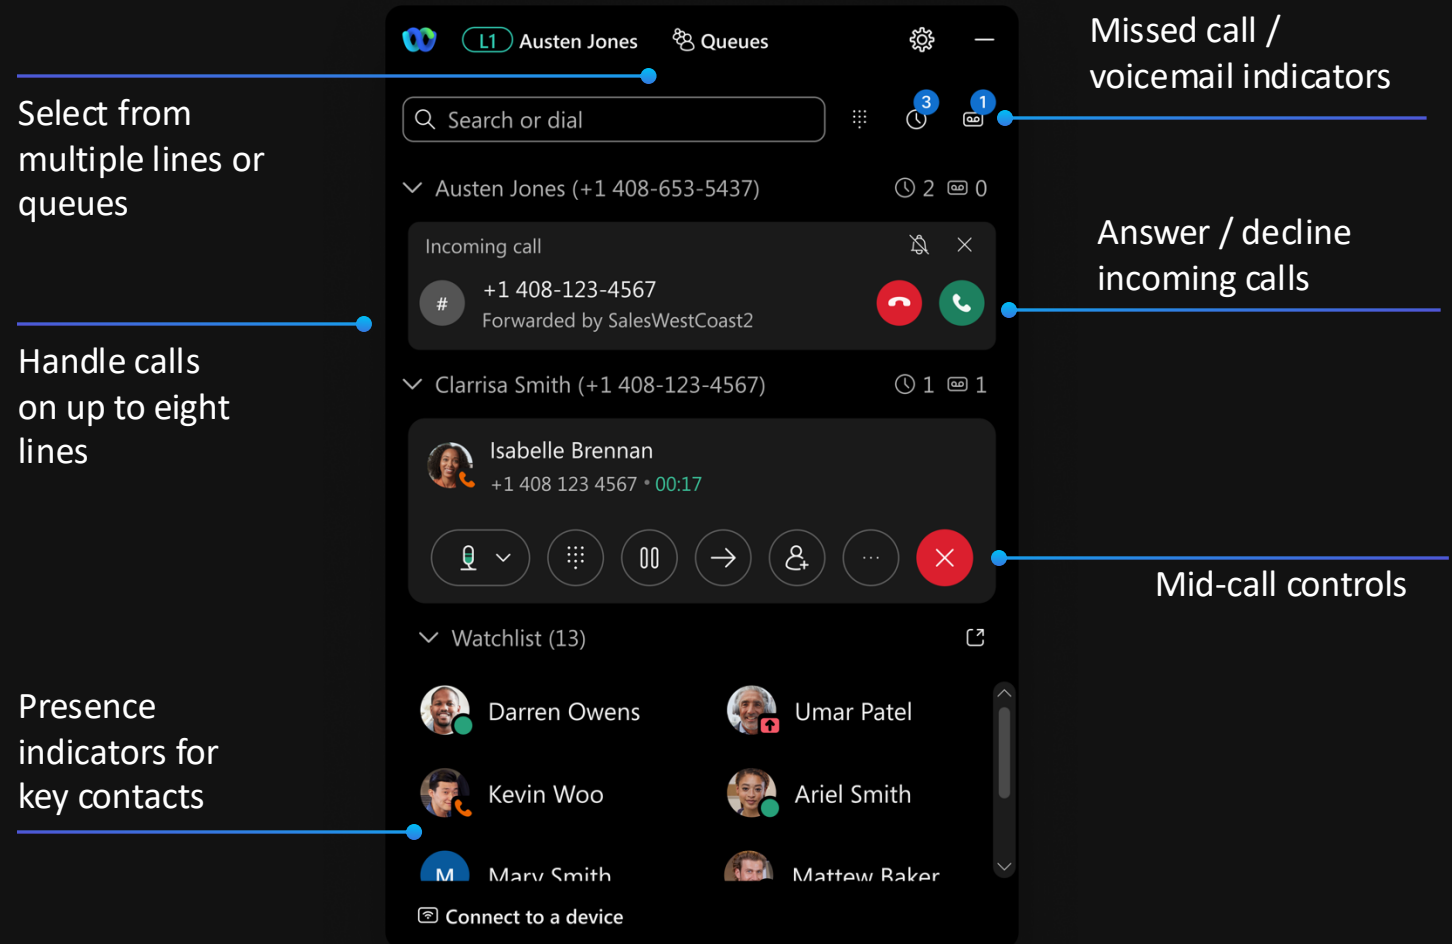 L1 Austen Jones Queues
Missed call /
voicemail indicators
Select from
multiple lines or
queues
Search or dial 3 1
Austen Jones (+1 408-653-5437) 2 0
Incoming call
# +1 408-123-4567
Forwarded by SalesWestCoast2
Answer / decline
incoming calls
Handle calls
on up to eight
lines
Clarrisa Smith (+1 408-123-4567) 1 1
Isabelle Brennan
+1 408 123 4567 • 00:17
Mid-call controls
Watchlist (13)
Presence
indicators for
key contacts
Darren Owens Umar Patel
Kevin Woo Ariel Smith
M Mary Smith Mattew Baker
Connect to a device